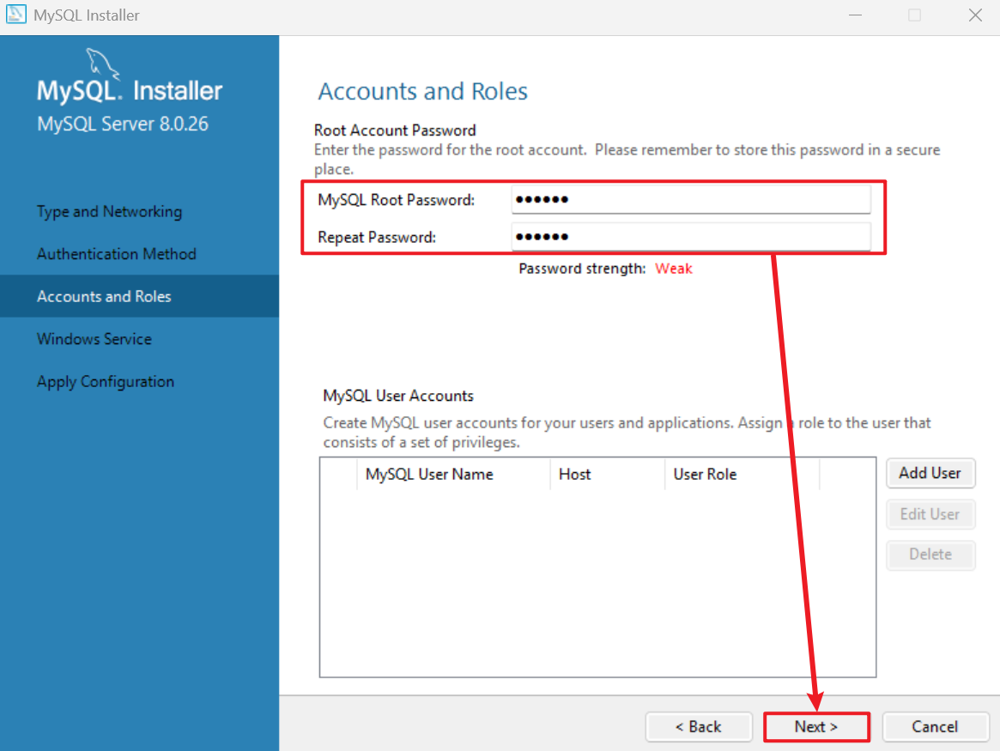 MySQL Installer
MySQL. Installer
MySQL Server 8.0.26
Type and Networking
Authentication Method
Accounts and Roles
Windows Service
Apply Configuration
Accounts and Roles
Root Account Password
Enter the password for the root account.  Please remember to store this password in a secure
place.
MySQL Root Password: ●●●●●●
Repeat Password: ●●●●●●
Password strength: Weak
MySQL User Accounts
Create MySQL user accounts for your users and applications. Assign a role to the user that
consists of a set of privileges.
MySQL User Name Host User Role
Add User
Edit User
Delete
< Back Next > Cancel